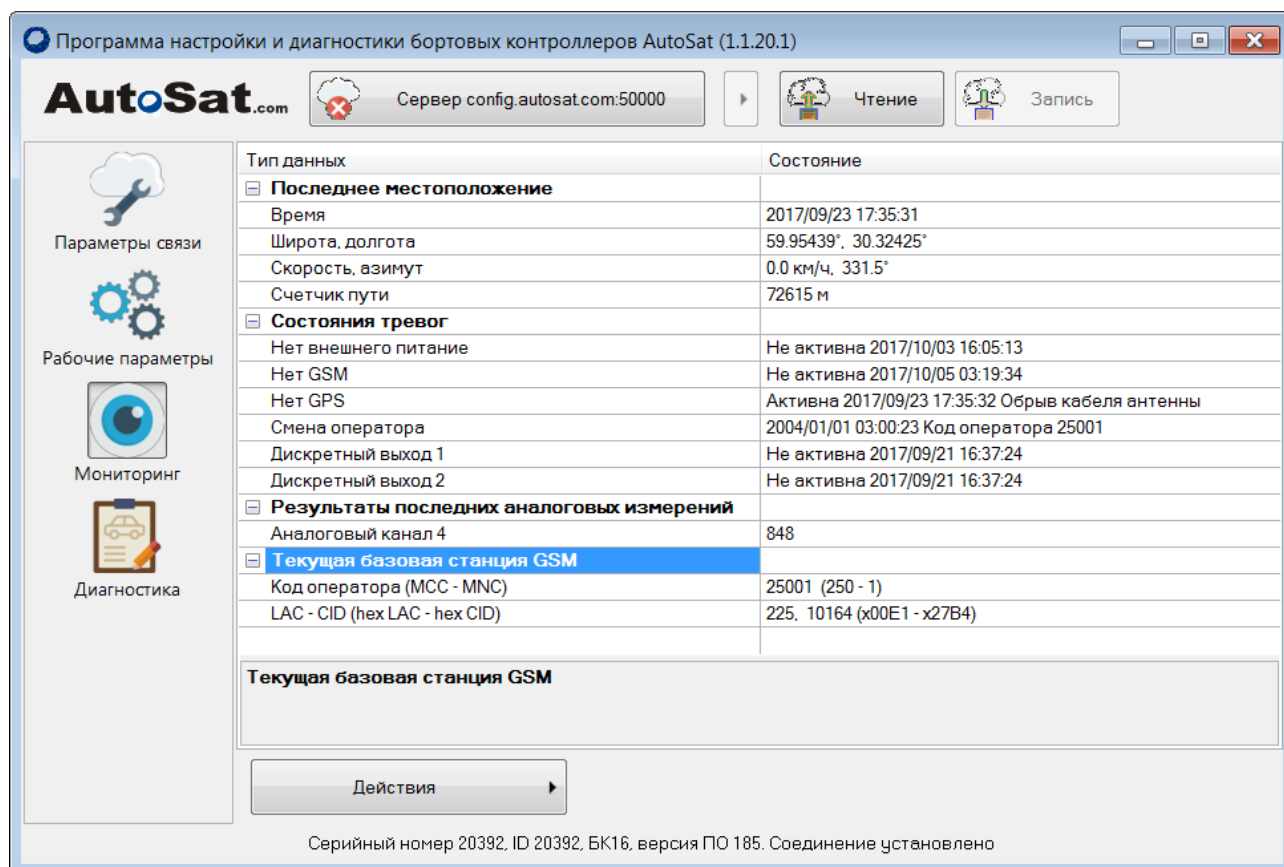 Программа настройки и диагностики бортовых контроллеров AutoSat (1.1.20.1)
AutoSat.com
Сервер config.autosat.com:50000
Чтение
Запись
Параметры связи
Рабочие параметры
Мониторинг
Диагностика
Тип данных Состояние
Последнее местоположение
Время 2017/09/23 17:35:31
Широта, долгота 59.95439°, 30.32425°
Скорость, азимут 0.0 км/ч, 331.5°
Счетчик пути 72615 м
Состояния тревог
Нет внешнего питание Не активна 2017/10/03 16:05:13
Нет GSM Не активна 2017/10/05 03:19:34
Нет GPS Активна 2017/09/23 17:35:32 Обрыв кабеля антенны
Смена оператора 2004/01/01 03:00:23 Код оператора 25001
Дискретный выход 1 Не активна 2017/09/21 16:37:24
Дискретный выход 2 Не активна 2017/09/21 16:37:24
Результаты последних аналоговых измерений
Аналоговый канал 4 848
Текущая базовая станция GSM
Код оператора (MCC - MNC) 25001 (250 - 1)
LAC - CID (hex LAC - hex CID) 225, 10164 (x00E1 - x27B4)
Текущая базовая станция GSM
Действия
Серийный номер 20392, ID 20392, БК16, версия ПО 185. Соединение установлено